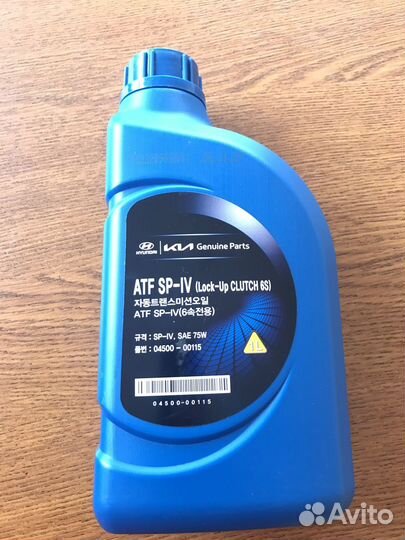 HYUNDAI KIA Genuine Parts
ATF SP-IV (Lock-Up CLUTCH 6S)
자동트랜스미션오일
ATF SP-IV(6속전용)
규격 : SP-IV, SAE 75W
품번 : 04500 - 00115
1L
04500-00115
Avito